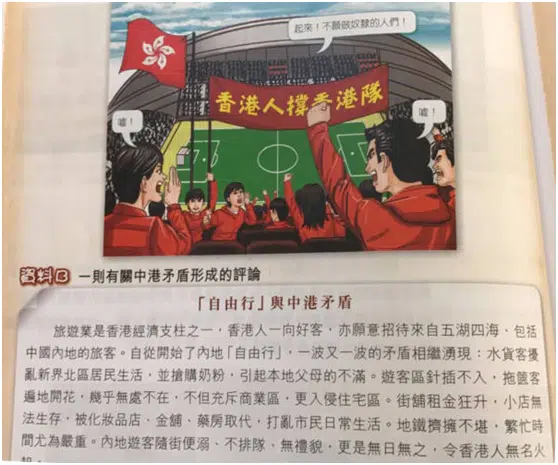 起來！不願做奴隸的人們！
香港人撐香港隊
噓！
噓！
資料B 一則有關中港矛盾形成的評論
「自由行」與中港矛盾
旅遊業是香港經濟支柱之一，香港人一向好客，亦願意招待來自五湖四海、包括
中國內地的旅客。自從開始了內地「自由行」，一波又一波的矛盾相繼湧現：水貨客擾
亂新界北區居民生活，並搶購奶粉，引起本地父母的不滿。遊客區針插不入，拖篋客
遍地開花，幾乎無處不在，不但充斥商業區，更入侵住宅區。街舖租金狂升，小店無
法生存，被化妝品店、金舖、藥房取代，打亂市民日常生活。地鐵擠擁不堪，繁忙時
間尤為嚴重。內地遊客隨街便溺、不排隊、無禮貌，更是無日無之，令香港人無名火